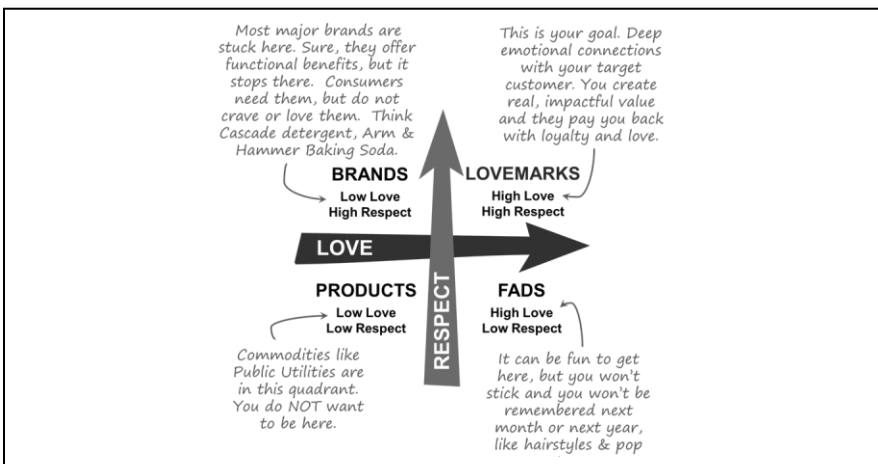 Most major brands are
stuck here. Sure, they offer
functional benefits, but it
stops there. Consumers
need them, but do not
crave or love them. Think
Cascade detergent, Arm &
Hammer Baking Soda.
This is your goal. Deep
emotional connections
with your target
customer. You create
real, impactful value
and they pay you back
with loyalty and love.
BRANDS
Low Love
High Respect
LOVEMARKS
High Love
High Respect
LOVE
RESPECT
PRODUCTS
Low Love
Low Respect
FADS
High Love
Low Respect
Commodities like
Public Utilities are
in this quadrant.
You do NOT want
to be here.
It can be fun to get
here, but you won't
stick and you won't be
remembered next
month or next year,
like hairstyles & pop